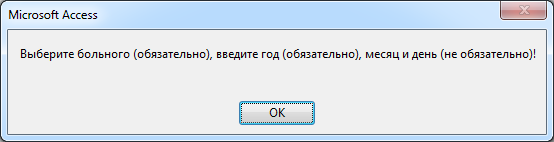 Microsoft Access
Выберите больного (обязательно), введите год (обязательно), месяц и день (не обязательно)!
OK